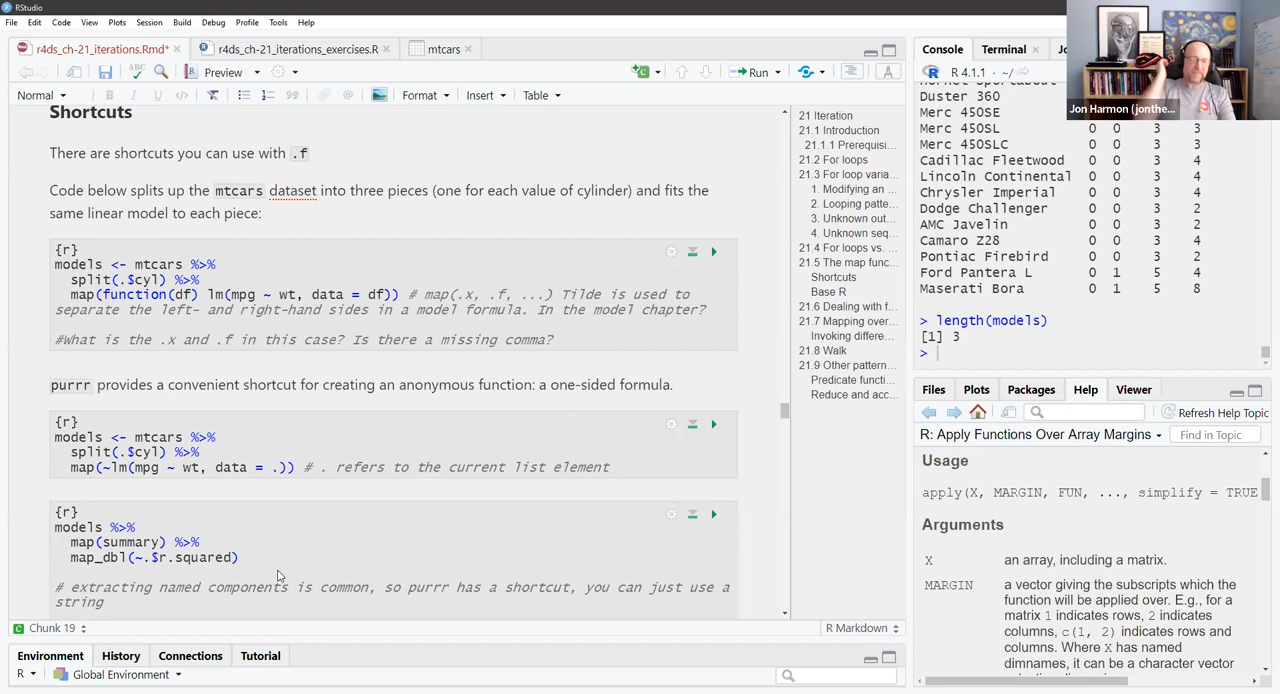 RStudio
File Edit Code View Plots Session Build Debug Profile Tools Help
r4ds_ch-21_iterations.Rmd* r4ds_ch-21_iterations_exercises.R mtcars
ABC Preview Run
Normal B I U Format Insert Table
Shortcuts
There are shortcuts you can use with .f
Code below splits up the mtcars dataset into three pieces (one for each value of cylinder) and fits the
same linear model to each piece:
{r}
models <- mtcars %>%
split(.$cyl) %>%
map(function(df) lm(mpg ~ wt, data = df)) # map(.x, .f, ...) Tilde is used to
separate the left- and right-hand sides in a model formula. In the model chapter?
#What is the .x and .f in this case? Is there a missing comma?
purrr provides a convenient shortcut for creating an anonymous function: a one-sided formula.
{r}
models <- mtcars %>%
split(.$cyl) %>%
map(~lm(mpg ~ wt, data = .)) # . refers to the current list element
{r}
models %>%
map(summary) %>%
map_dbl(~.$r.squared)
# extracting named components is common, so purrr has a shortcut, you can just use a
string
Chunk 19 R Markdown
21 Iteration
21.1 Introduction
21.1.1 Prerequisi...
21.2 For loops
21.3 For loop varia...
1. Modifying an ...
2. Looping patte...
3. Unknown out...
4. Unknown seq...
21.4 For loops vs. ...
21.5 The map func...
Shortcuts
Base R
21.6 Dealing with f...
21.7 Mapping over...
Invoking differe...
21.8 Walk
21.9 Other pattern...
Predicate functi...
Reduce and acc...
Environment History Connections Tutorial
R Global Environment
Console Terminal Jo
R 4.1.1 · ~/
Jon Harmon (jonthe...
Duster 360
Merc 450SE
Merc 450SL 0 0 3 3
Merc 450SLC 0 0 3 3
Cadillac Fleetwood 0 0 3 4
Lincoln Continental 0 0 3 4
Chrysler Imperial 0 0 3 4
Dodge Challenger 0 0 3 2
AMC Javelin 0 0 3 2
Camaro Z28 0 0 3 4
Pontiac Firebird 0 0 3 2
Ford Pantera L 0 1 5 4
Maserati Bora 0 1 5 8
> length(models)
[1] 3
>
Files Plots Packages Help Viewer
Refresh Help Topic
R: Apply Functions Over Array Margins Find in Topic
Usage
apply(X, MARGIN, FUN, ..., simplify = TRUE
Arguments
X an array, including a matrix.
MARGIN a vector giving the subscripts which the
function will be applied over. E.g., for a
matrix 1 indicates rows, 2 indicates
columns, c(1, 2) indicates rows and
columns. Where X has named
dimnames, it can be a character vector